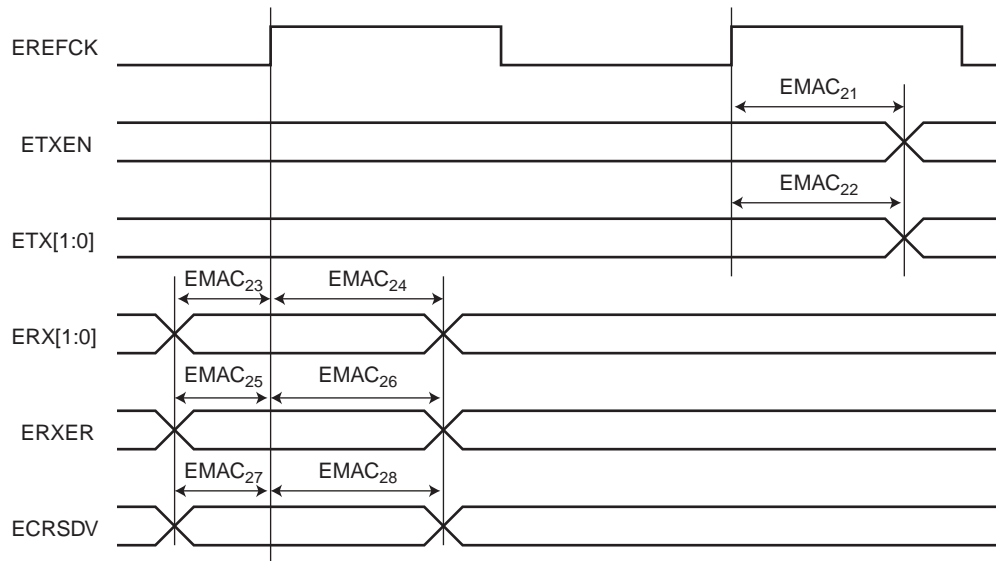 EREFCK
EMAC21
ETXEN
EMAC22
ETX[1:0]
EMAC23 EMAC24
ERX[1:0]
EMAC25 EMAC26
ERXER
EMAC27 EMAC28
ECRSDV